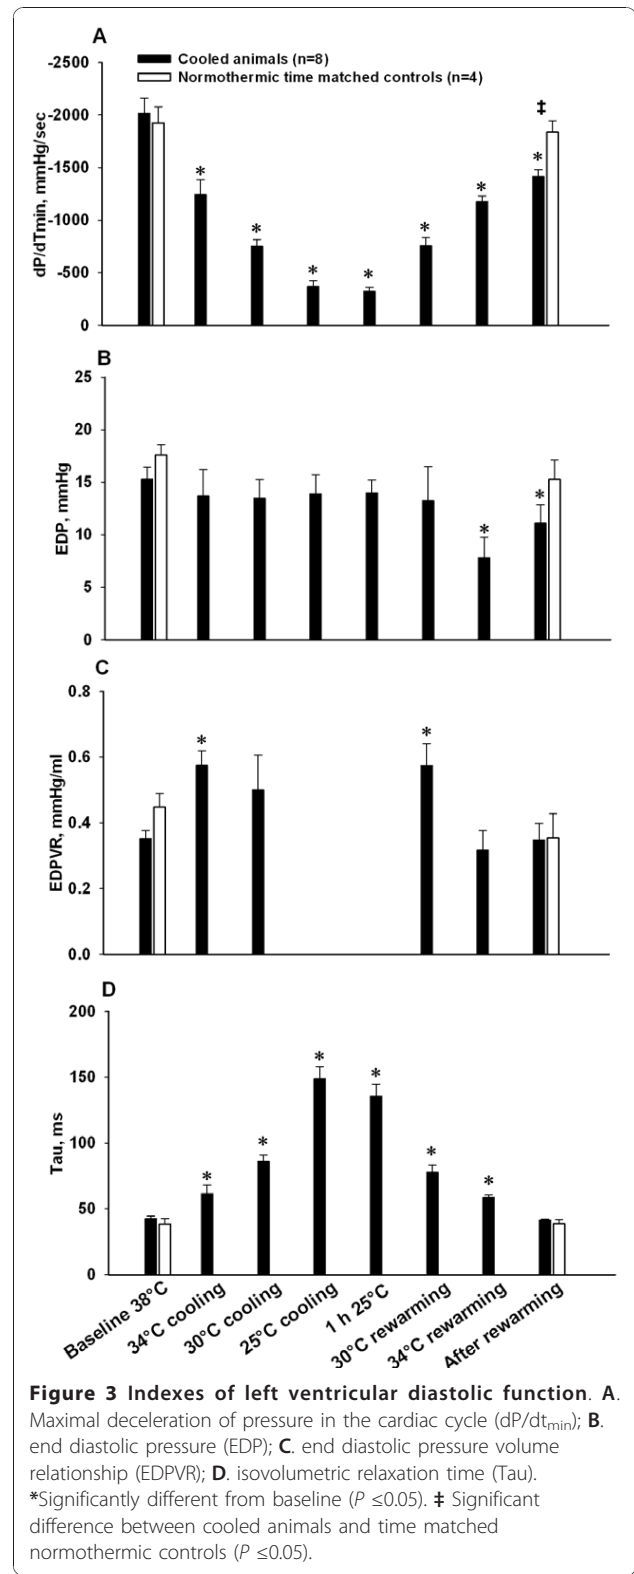 A
Cooled animals (n=8)
Normothermic time matched controls (n=4)
dP/dTmin, mmHg/sec
-2500
-2000
-1500
-1000
-500
0
* * * * * * * ‡
B
EDP, mmHg
25
20
15
10
5
0
* *
C
EDPVR, mmHg/ml
0.8
0.6
0.4
0.2
0.0
* *
D
Tau, ms
200
150
100
50
0
* * * * * *
Baseline 38°C
34°C cooling
30°C cooling
25°C cooling
1 h 25°C
30°C rewarming
34°C rewarming
After rewarming
Figure 3 Indexes of left ventricular diastolic function. A.
Maximal deceleration of pressure in the cardiac cycle (dP/dtmin); B.
end diastolic pressure (EDP); C. end diastolic pressure volume
relationship (EDPVR); D. isovolumetric relaxation time (Tau).
*Significantly different from baseline (P ≤0.05). ‡ Significant
difference between cooled animals and time matched
normothermic controls (P ≤0.05).